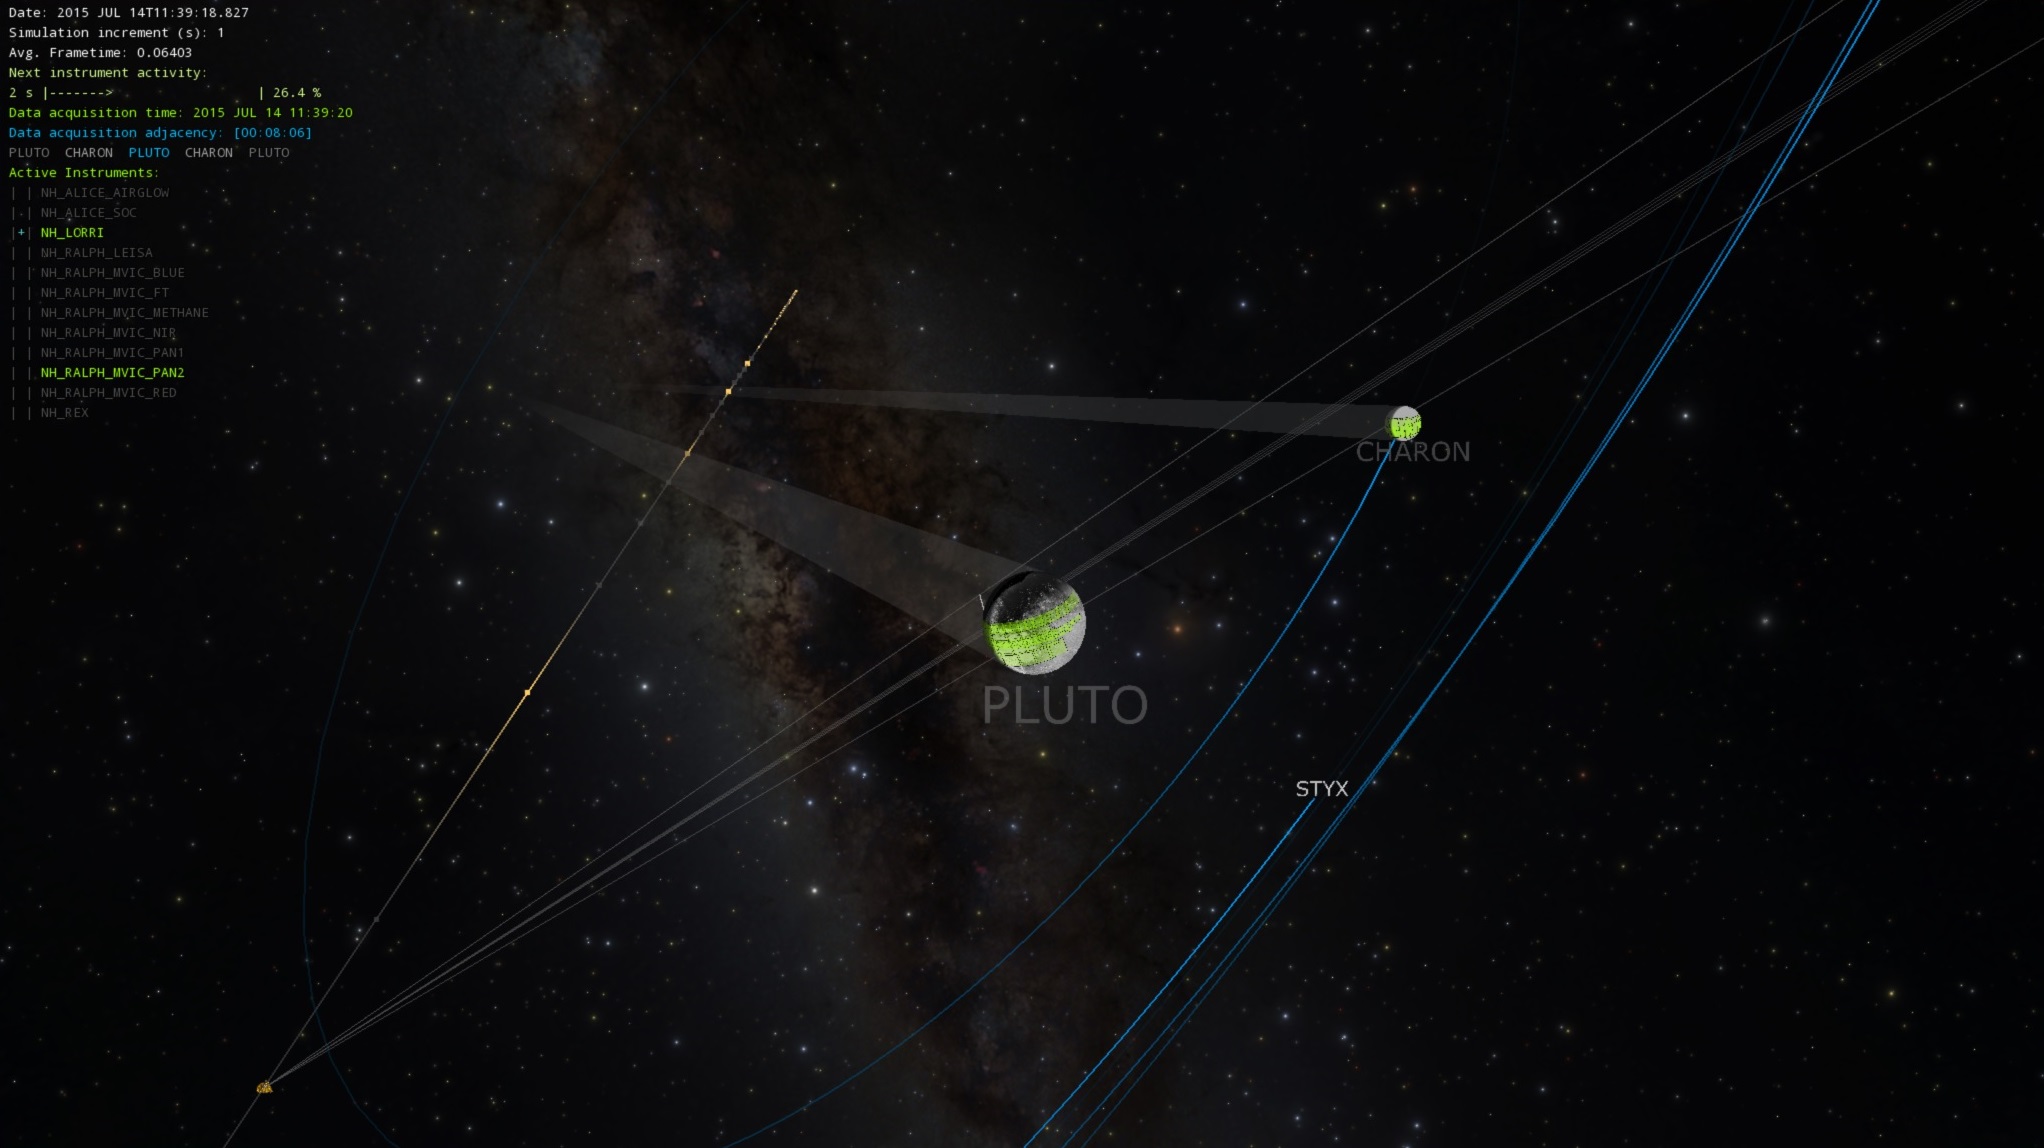 Date: 2015 JUL 14T11:39:18.827
Simulation increment (s): 1
Avg. Frametime: 0.06403
Next instrument activity:
2 s |-------> | 26.4 %
Data acquisition time: 2015 JUL 14 11:39:20
Data acquisition adjacency: [00:08:06]
PLUTO CHARON PLUTO CHARON PLUTO
Active Instruments:
| | NH_ALICE_AIRGLOW
| | NH_ALICE_SOC
|+| NH_LORRI
| | NH_RALPH_LEISA
| | NH_RALPH_MVIC_BLUE
| | NH_RALPH_MVIC_FT
| | NH_RALPH_MVIC_METHANE
| | NH_RALPH_MVIC_NIR
| | NH_RALPH_MVIC_PAN1
| | NH_RALPH_MVIC_PAN2
| | NH_RALPH_MVIC_RED
| | NH_REX
CHARON
PLUTO
STYX